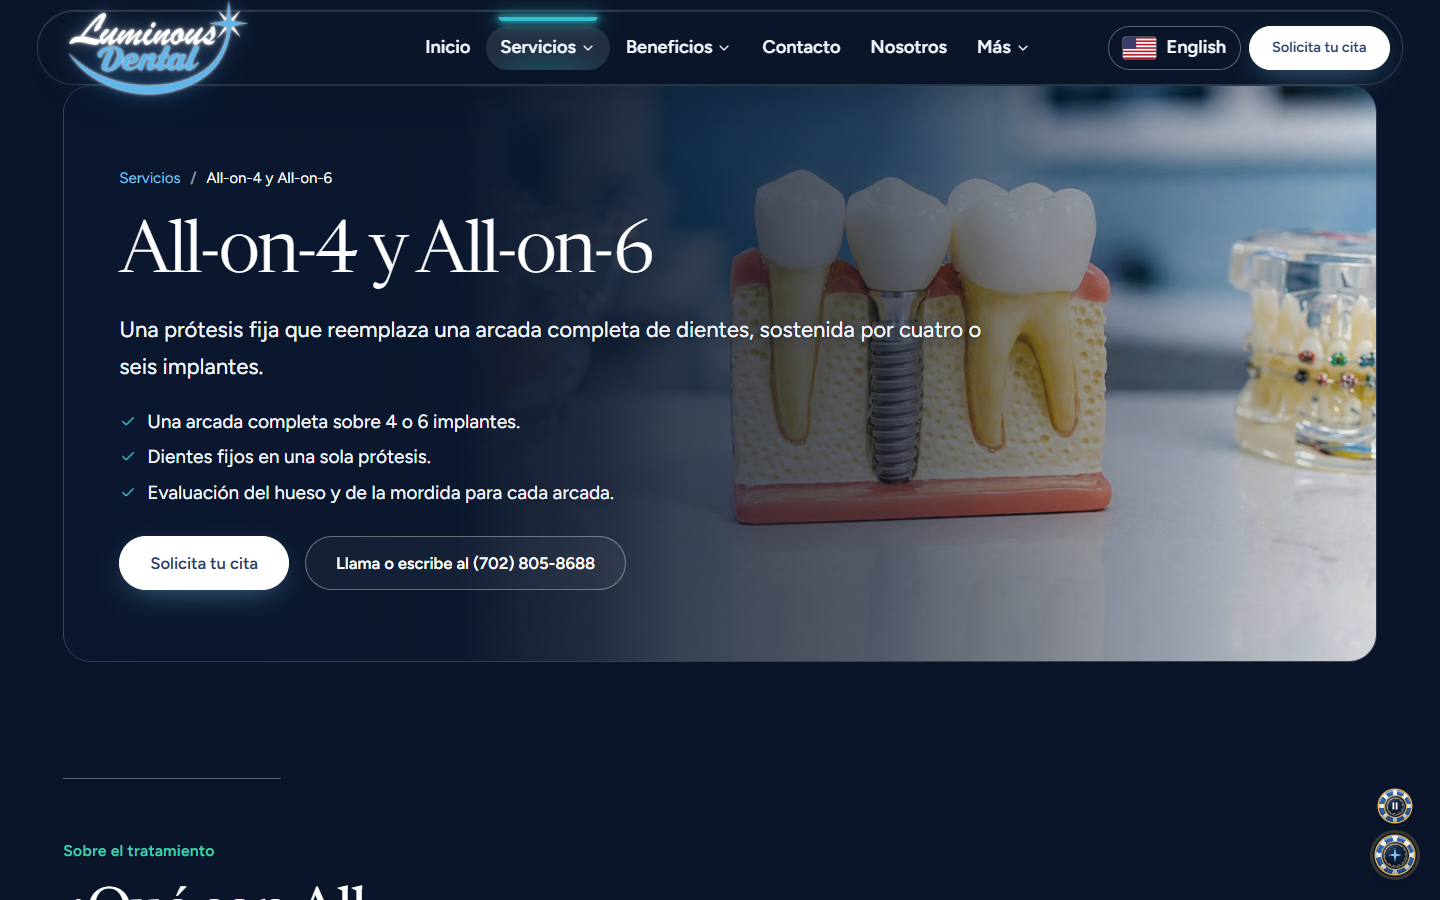 Luminous
Dental
Inicio
Servicios
Beneficios
Contacto
Nosotros
Más
English
Solicita tu cita
Servicios / All-on-4 y All-on-6
All-on-4 y All-on-6
Una prótesis fija que reemplaza una arcada completa de dientes, sostenida por cuatro o
seis implantes.
Una arcada completa sobre 4 o 6 implantes.
Dientes fijos en una sola prótesis.
Evaluación del hueso y de la mordida para cada arcada.
Solicita tu cita
Llama o escribe al (702) 805-8688
Sobre el tratamiento
¿Qué son All